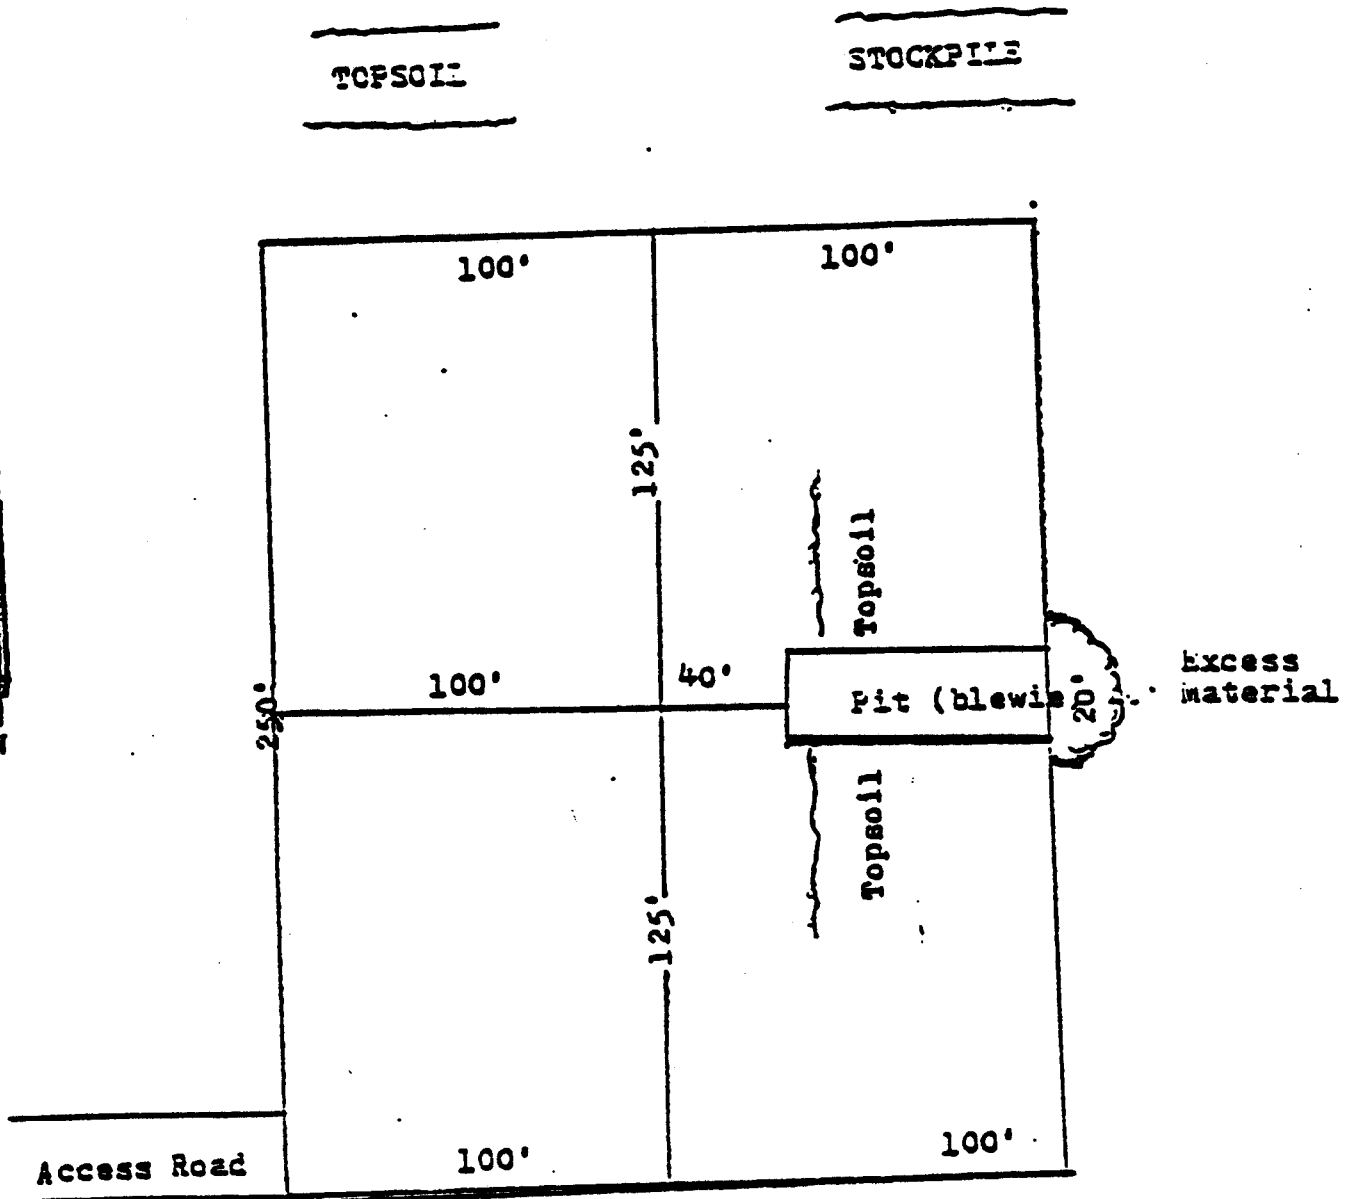 TOPSOIL
STOCKPILE
100'
100'
125'
Topsoil
250'
100'
40'
Pit (blewie
20'
Excess
material
Topsoil
125'
Access Road
100'
100'